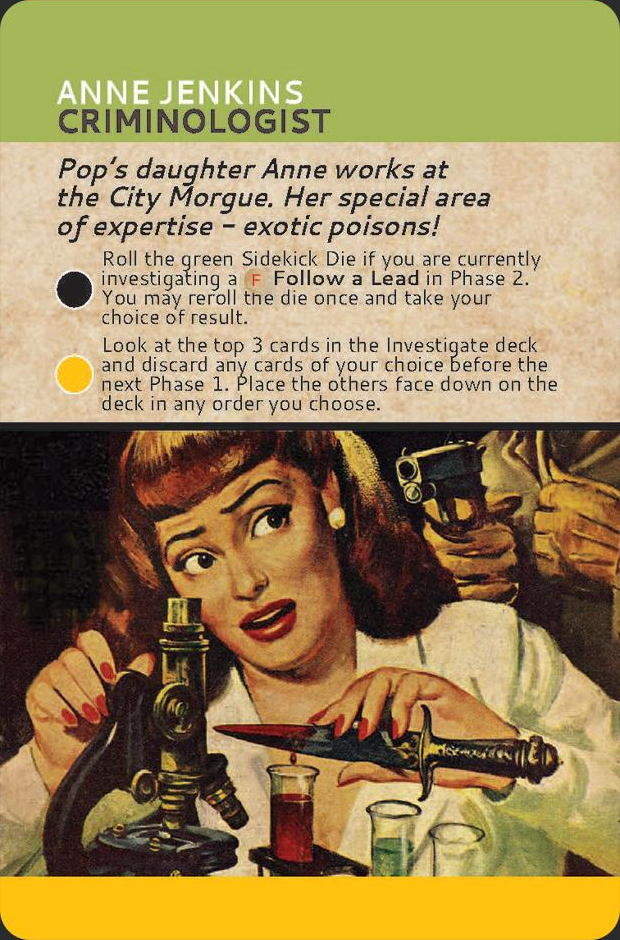 ANNE JENKINS
CRIMINOLOGIST
Pop's daughter Anne works at
the City Morgue. Her special area
of expertise - exotic poisons!
Roll the green Sidekick Die if you are currently
investigating a F Follow a Lead in Phase 2.
You may reroll the die once and take your
choice of result.
Look at the top 3 cards in the Investigate deck
and discard any cards of your choice before the
next Phase 1. Place the others face down on the
deck in any order you choose.